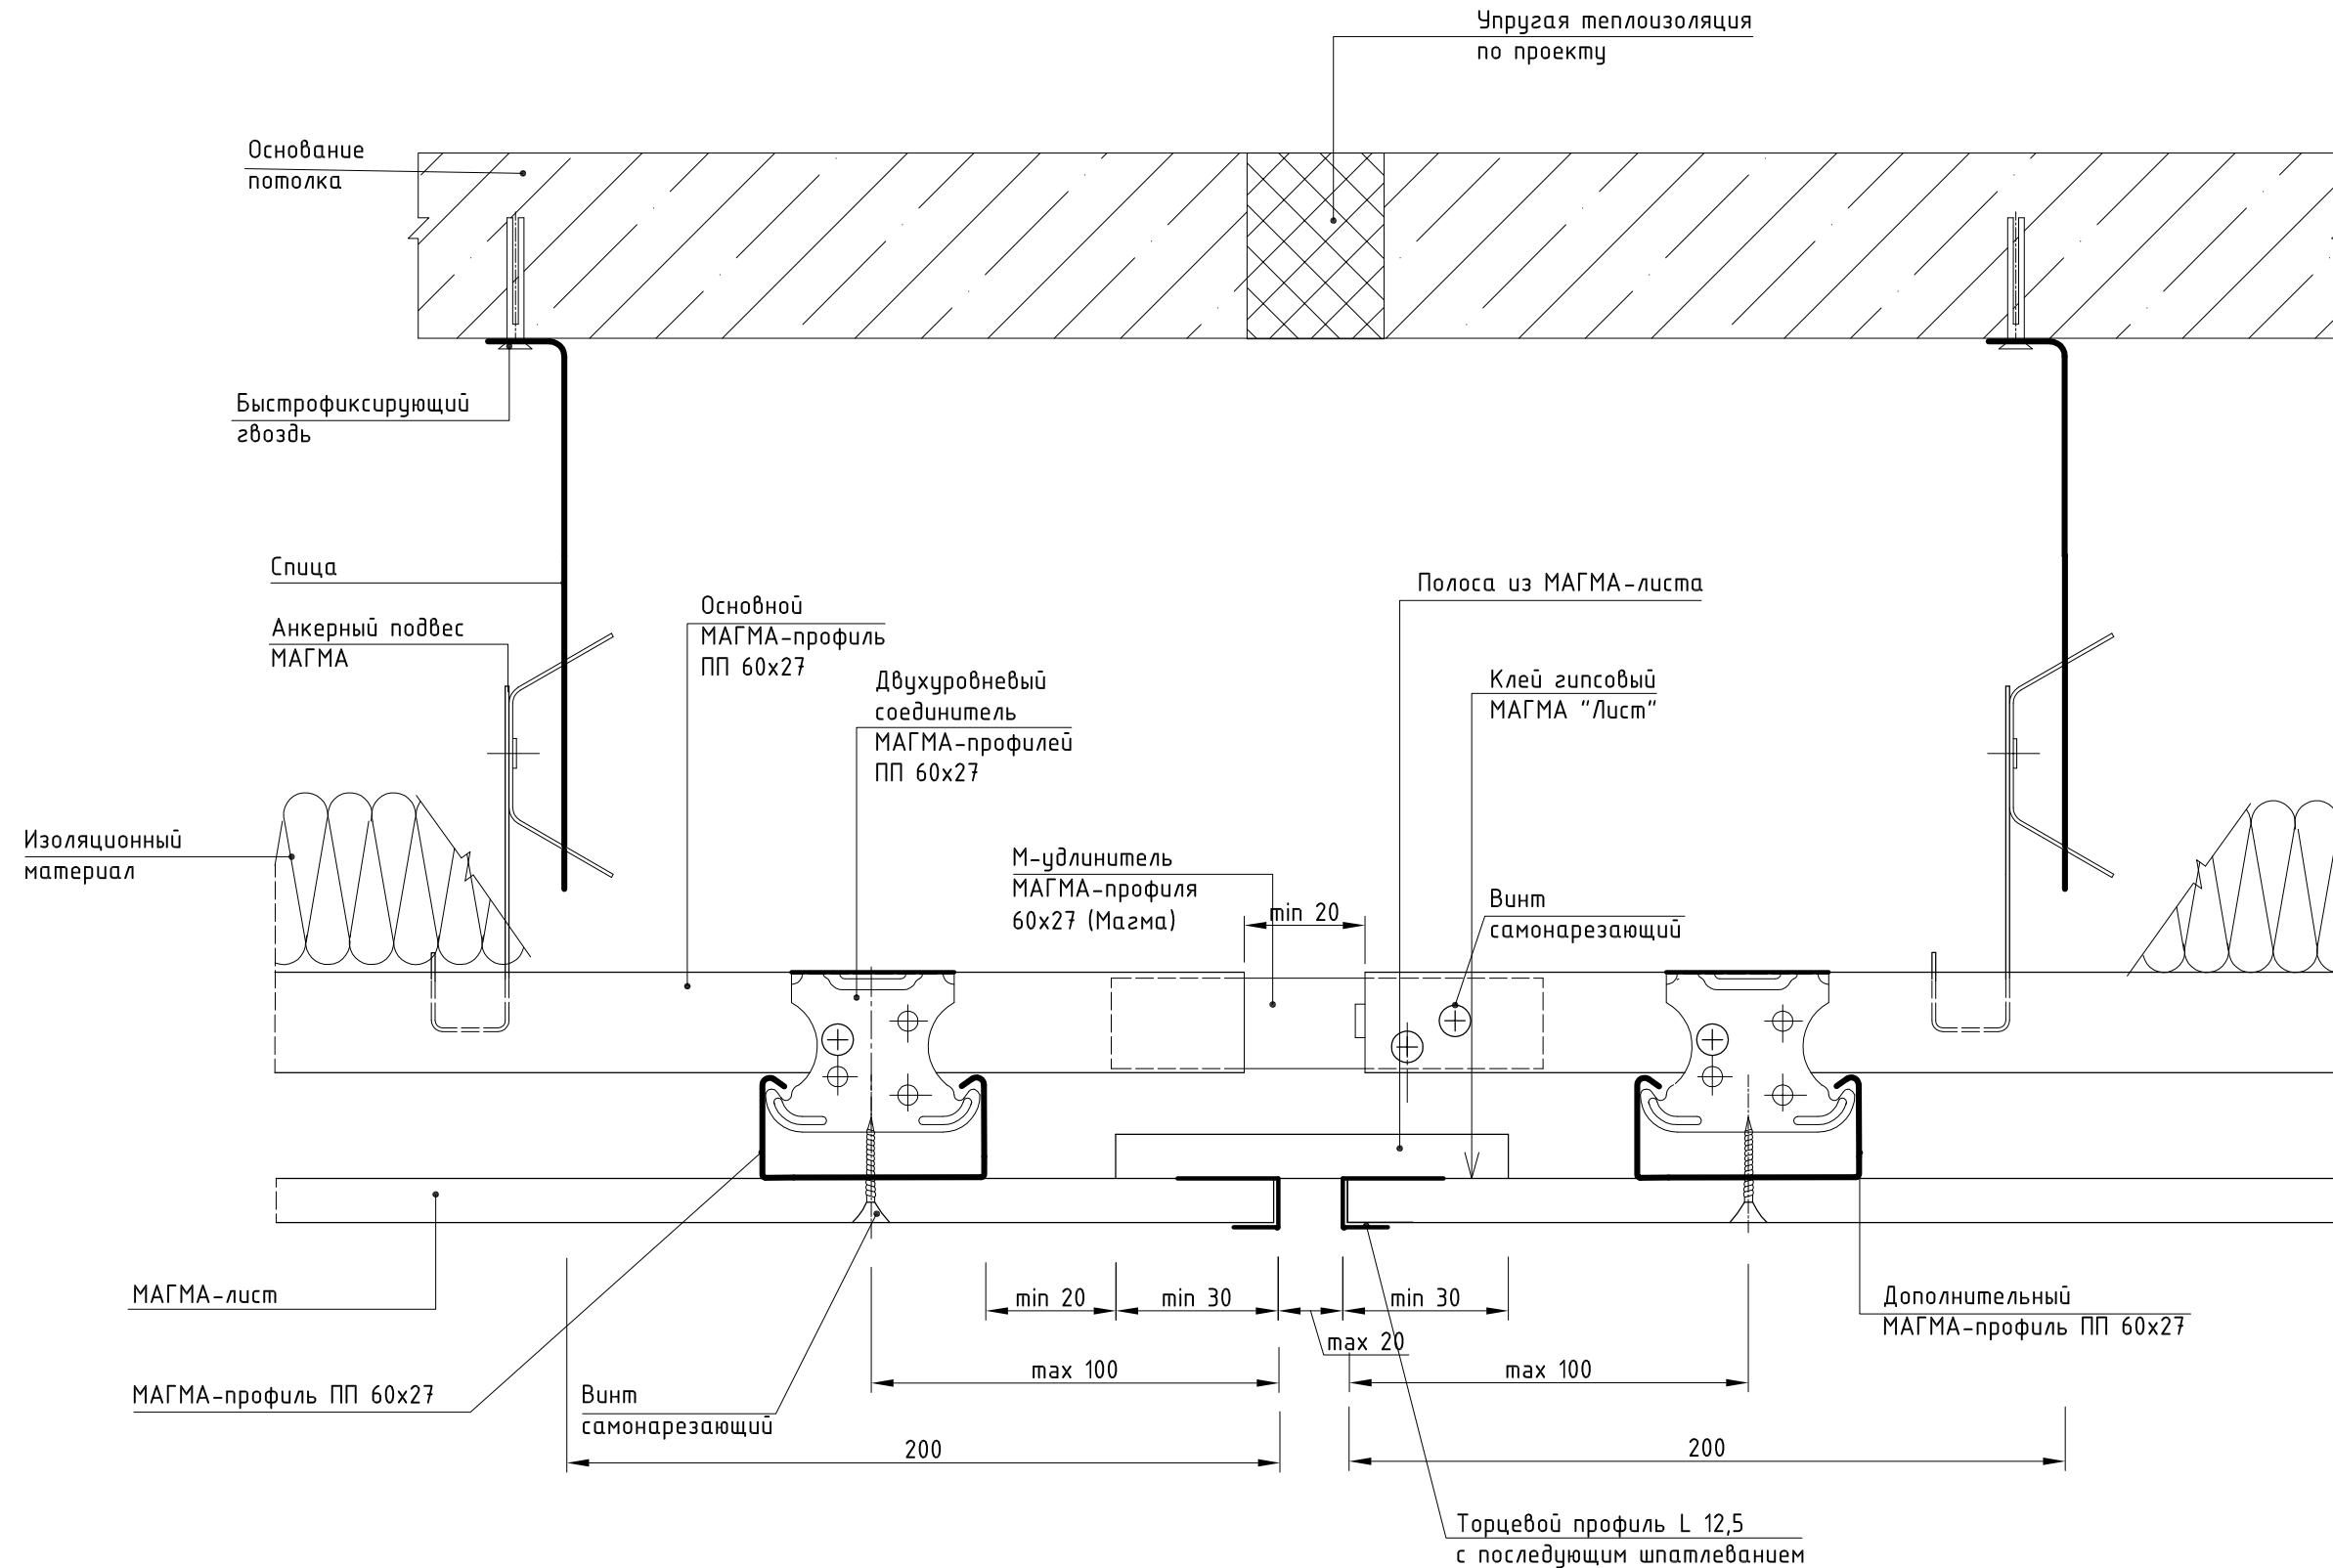 Упругая теплоизоляция
по проекту
Основание
потолка
Быстрофиксирующий
гвоздь
Спица
Анкерный подвес
МАГМА
Основной
МАГМА-профиль
ПП 60х27
Двухуровневый
соединитель
МАГМА-профилей
ПП 60х27
Полоса из МАГМА-листа
Клей гипсовый
МАГМА "Лист"
Изоляционный
материал
М-удлинитель
МАГМА-профиля
60х27 (Магма)
min 20
Винт
самонарезающий
МАГМА-лист
min 20
min 30
min 30
max 20
Дополнительный
МАГМА-профиль ПП 60х27
max 100
max 100
МАГМА-профиль ПП 60х27
Винт
самонарезающий
200
200
Торцевой профиль L 12,5
с последующим шпатлеванием